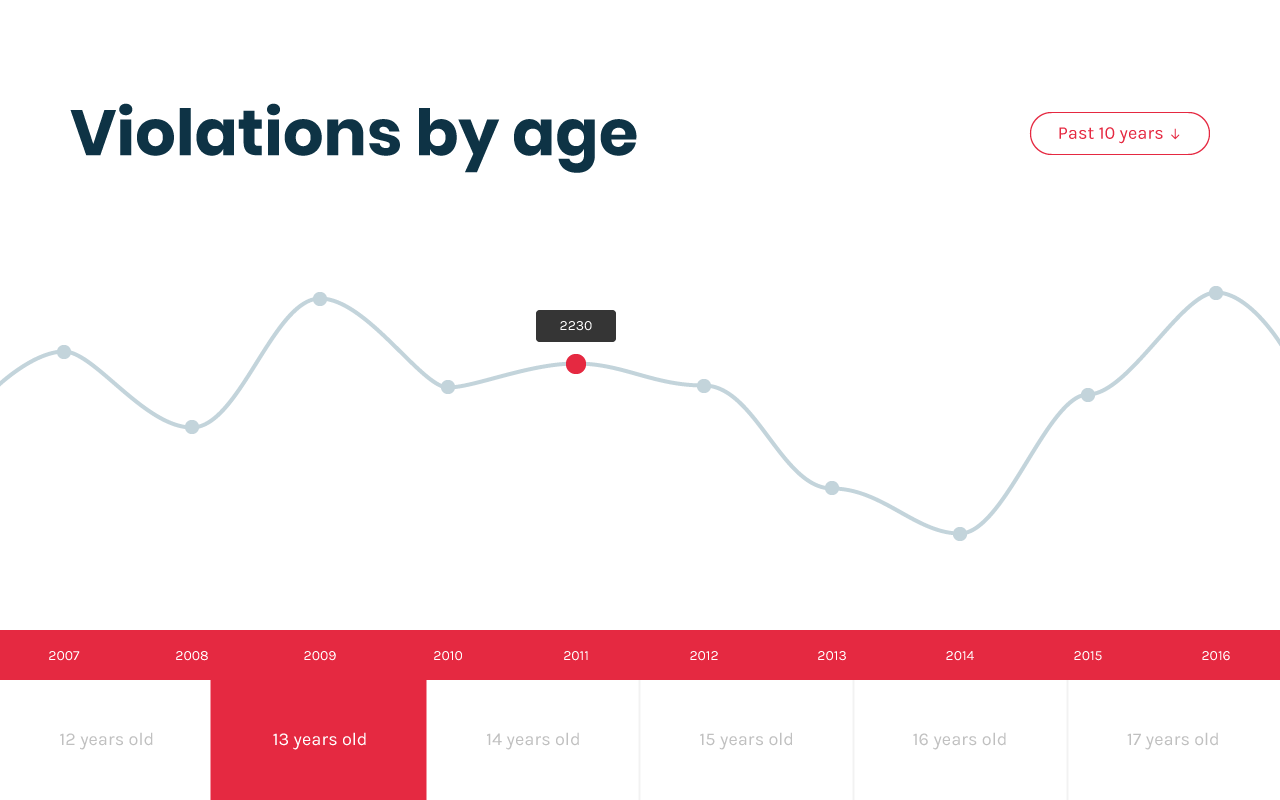 Violations by age
Past 10 years ↓
2230
2007 2008 2009 2010 2011 2012 2013 2014 2015 2016
12 years old 13 years old 14 years old 15 years old 16 years old 17 years old